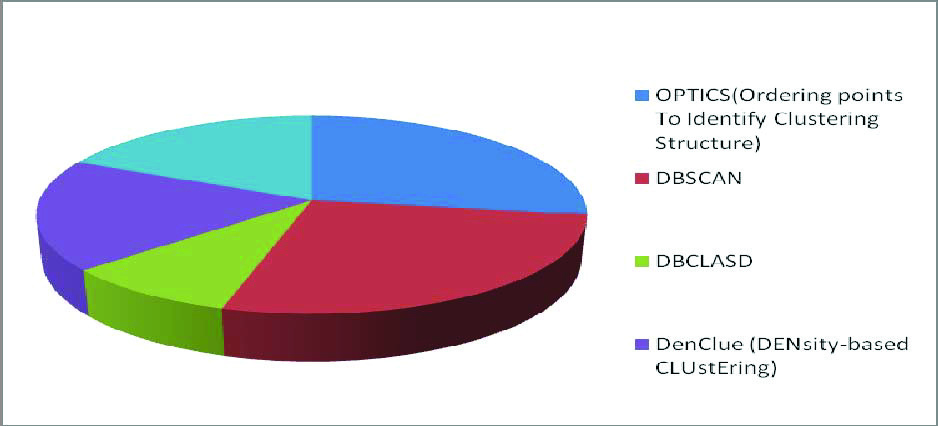 OPTICS(Ordering points
To Identify Clustering
Structure)
DBSCAN
DBCLASD
DenClue (DENsity-based
CLUstEring)